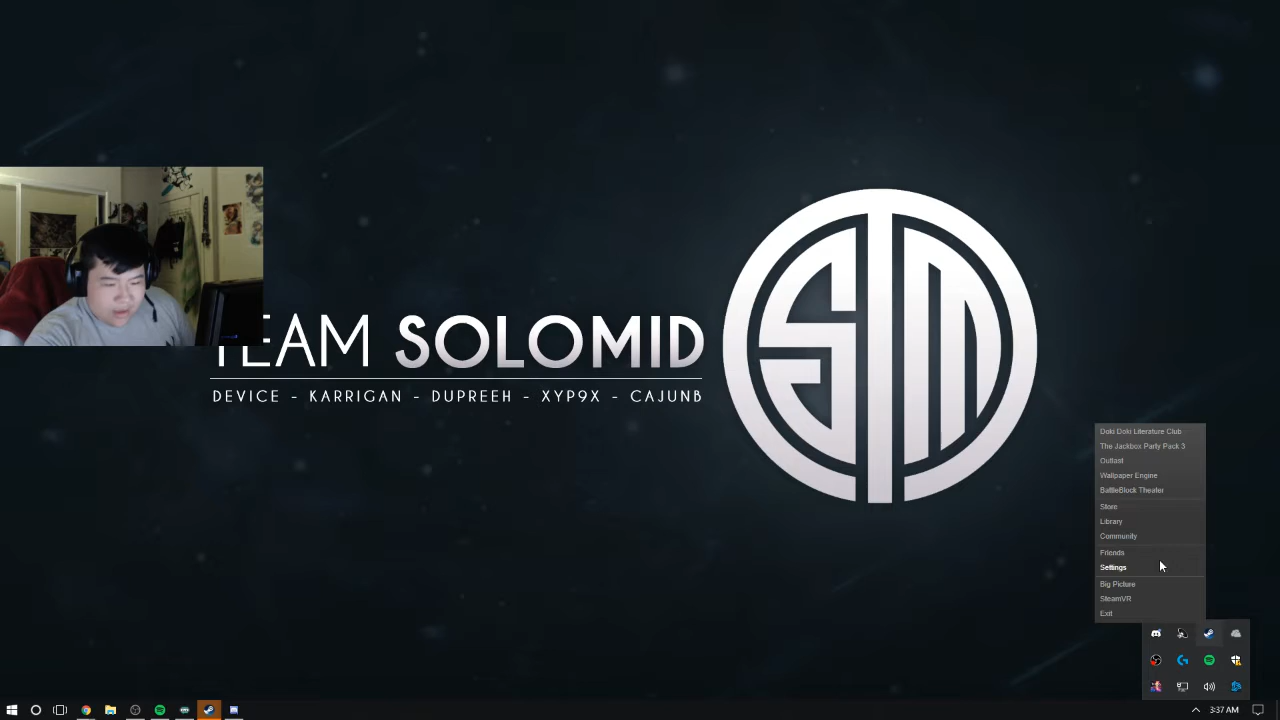 TEAM SOLOMID
DEVICE - KARRIGAN - DUPREEH - XYP9X - CAJUNB
Doki Doki Literature Club
The Jackbox Party Pack 3
Outlast
Wallpaper Engine
BattleBlock Theater
Store
Library
Community
Friends
Settings
Big Picture
SteamVR
Exit
3:37 AM